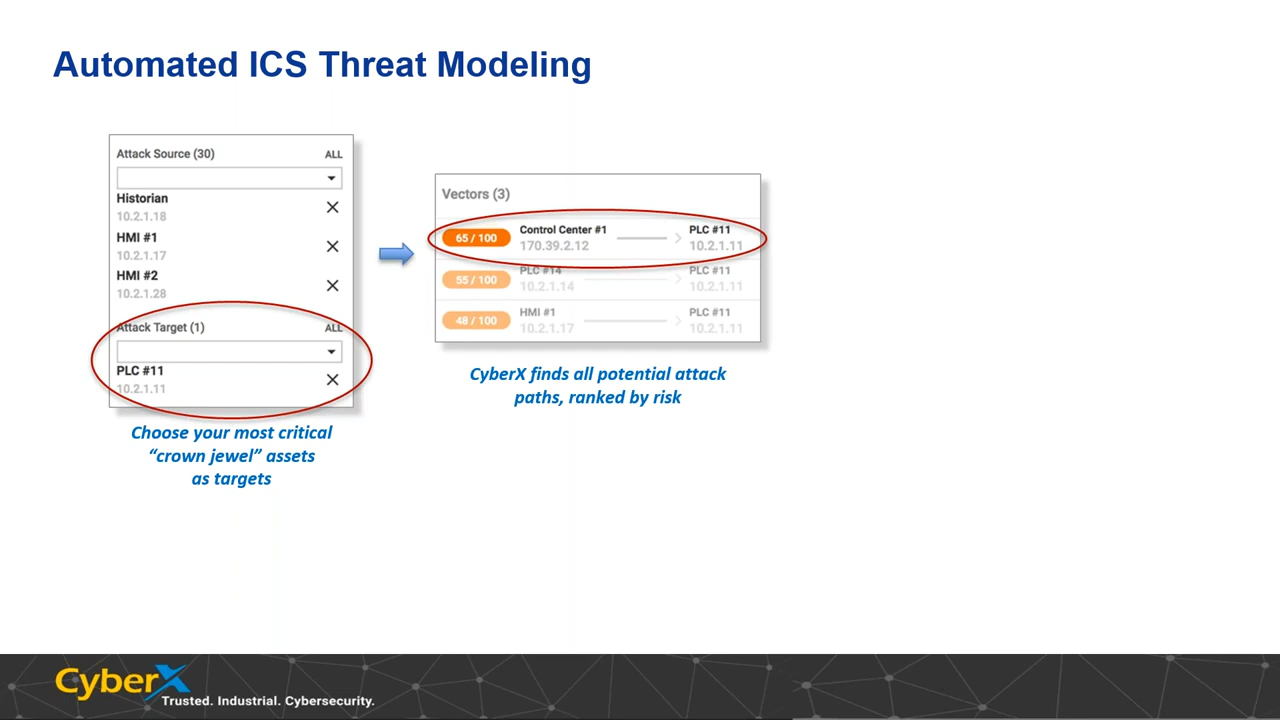 Automated ICS Threat Modeling
Attack Source (30) ALL
Historian
10.2.1.18
HMI #1
10.2.1.17
HMI #2
10.2.1.28
Attack Target (1) ALL
PLC #11
10.2.1.11
Choose your most critical
“crown jewel” assets
as targets
Vectors (3)
65 / 100 Control Center #1 PLC #11
170.39.2.12 10.2.1.11
55 / 100 PLC #14 PLC #11
10.2.1.14 10.2.1.11
48 / 100 HMI #1 PLC #11
10.2.1.17 10.2.1.11
CyberX finds all potential attack
paths, ranked by risk
CyberX
Trusted. Industrial. Cybersecurity.